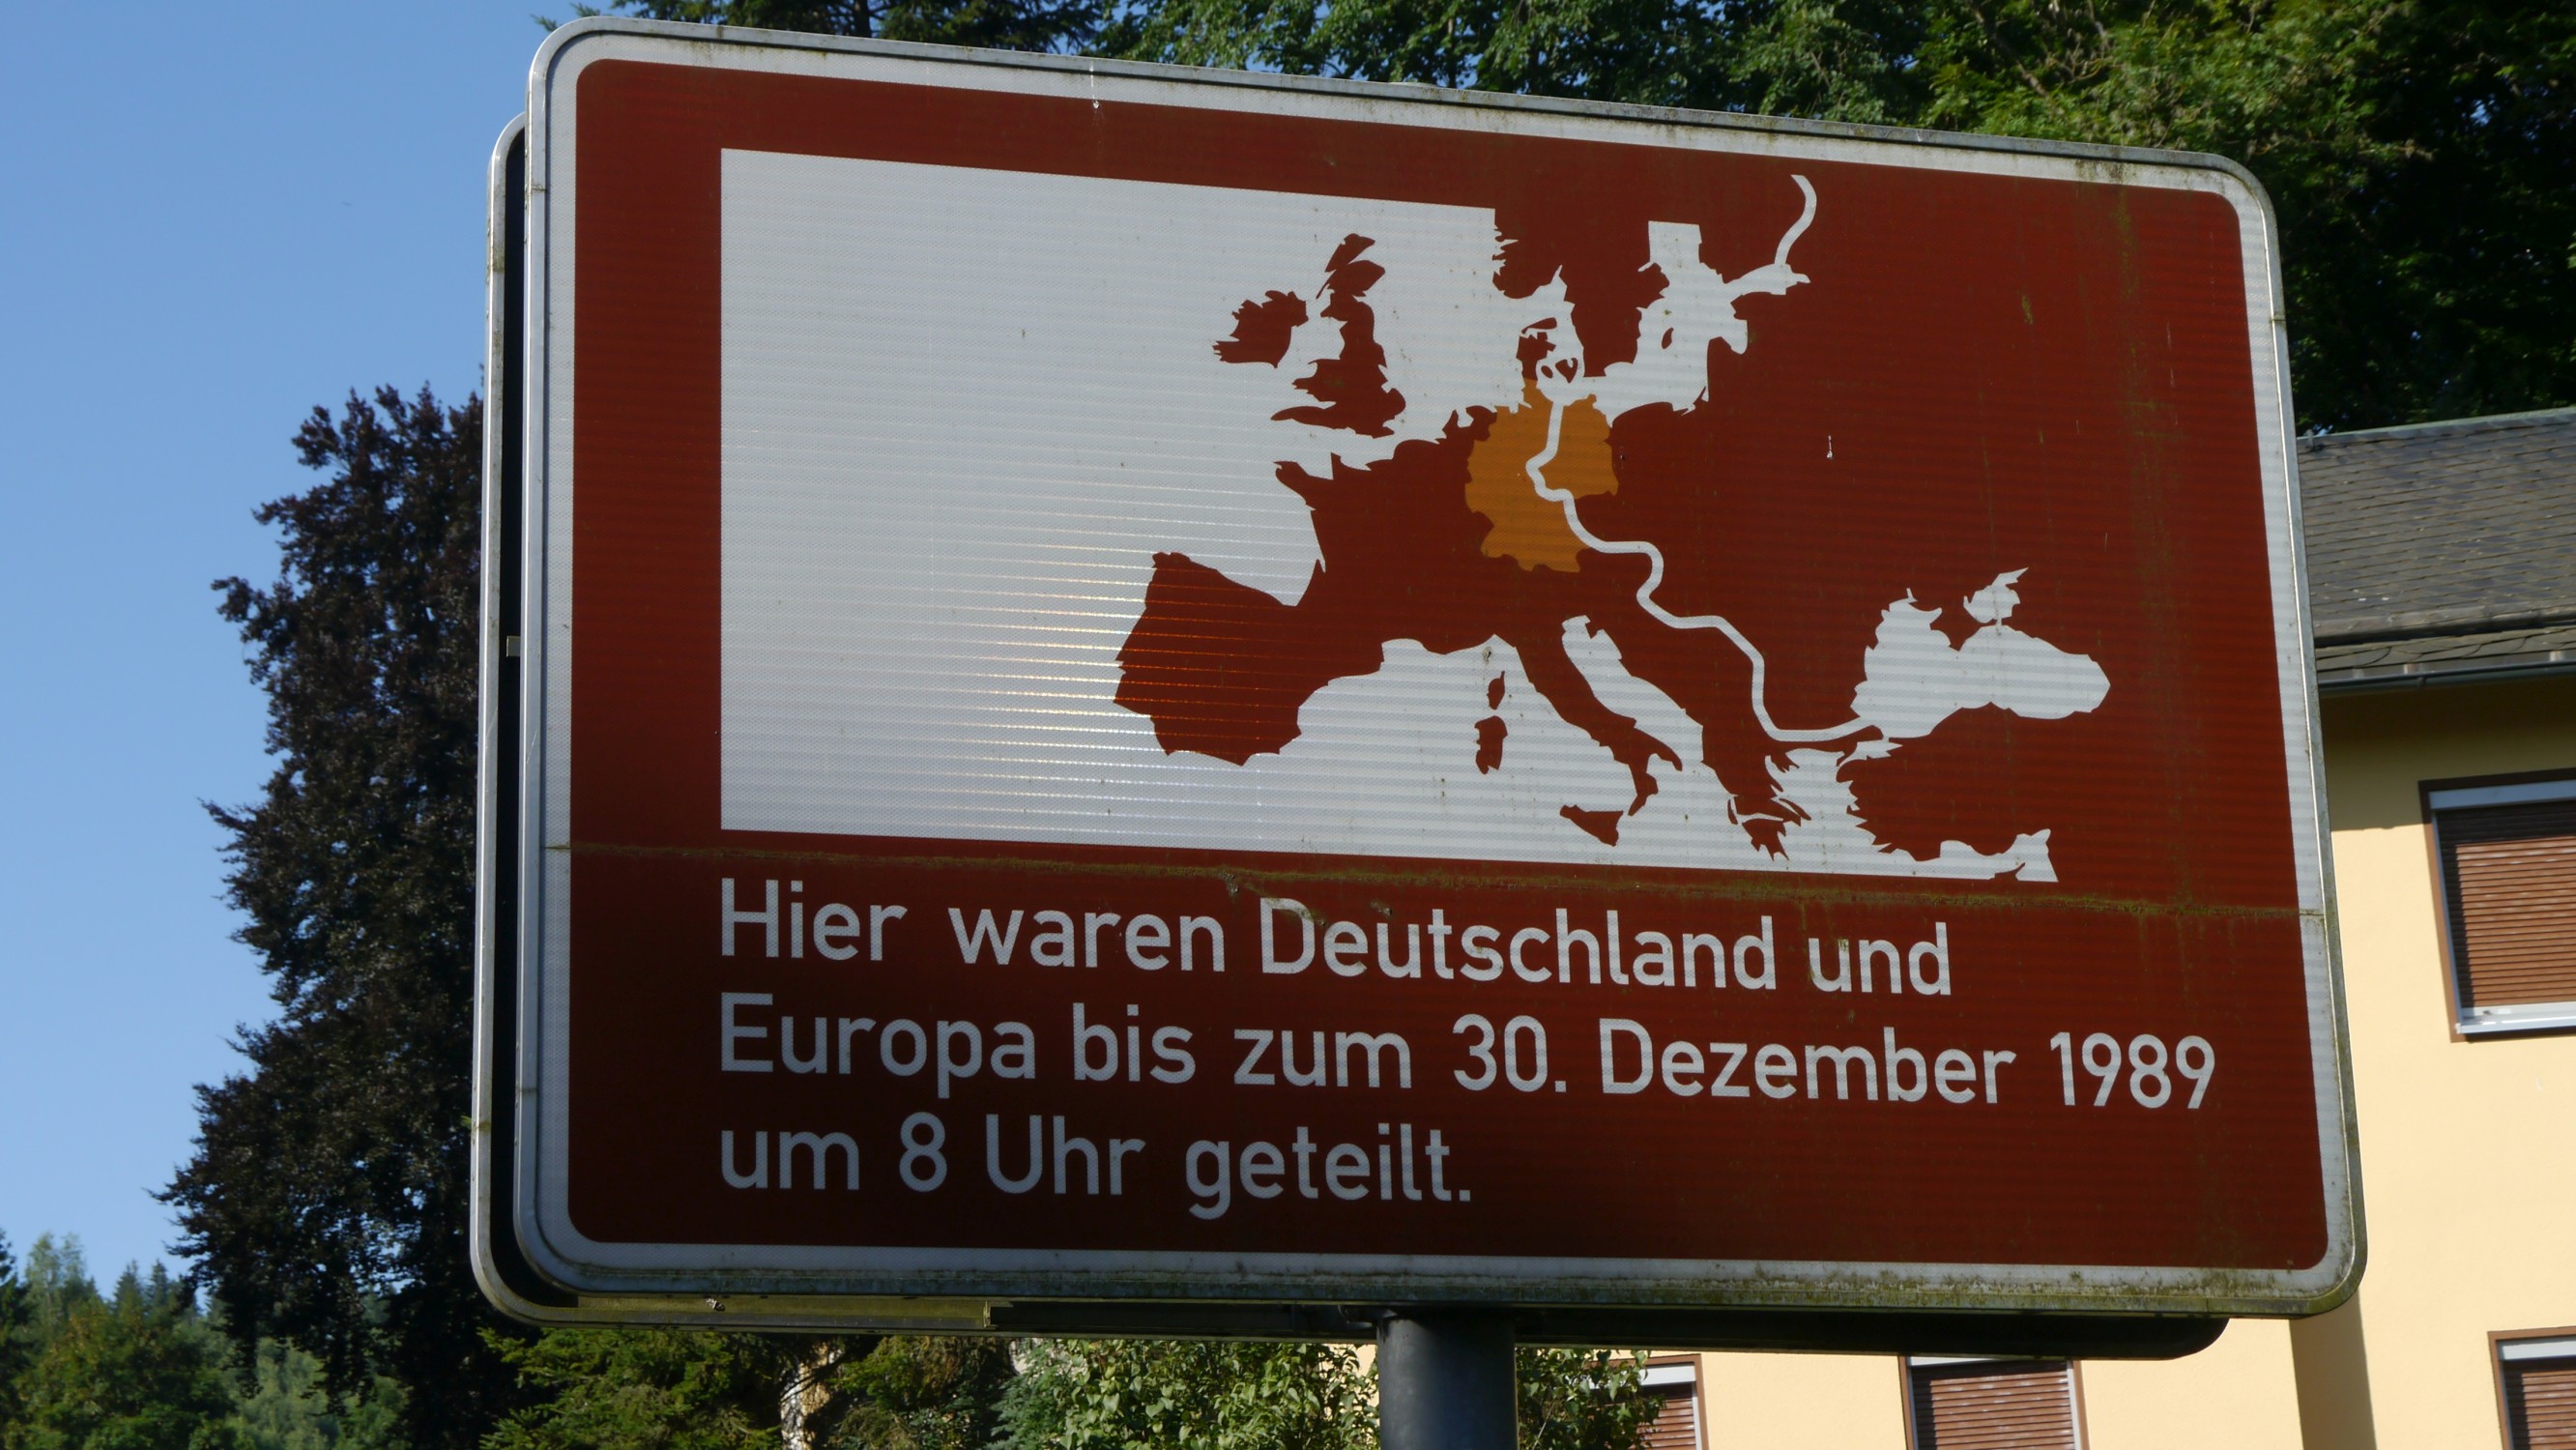 Hier waren Deutschland und
Europa bis zum 30. Dezember 1989
um 8 Uhr geteilt.